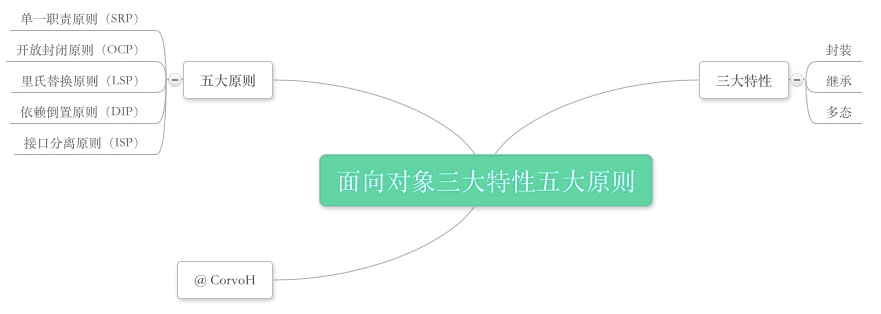 单一职责原则（SRP）
开放封闭原则（OCP）
里氏替换原则（LSP）
依赖倒置原则（DIP）
接口分离原则（ISP）
五大原则
三大特性
封装
继承
多态
面向对象三大特性五大原则
@ CorvoH